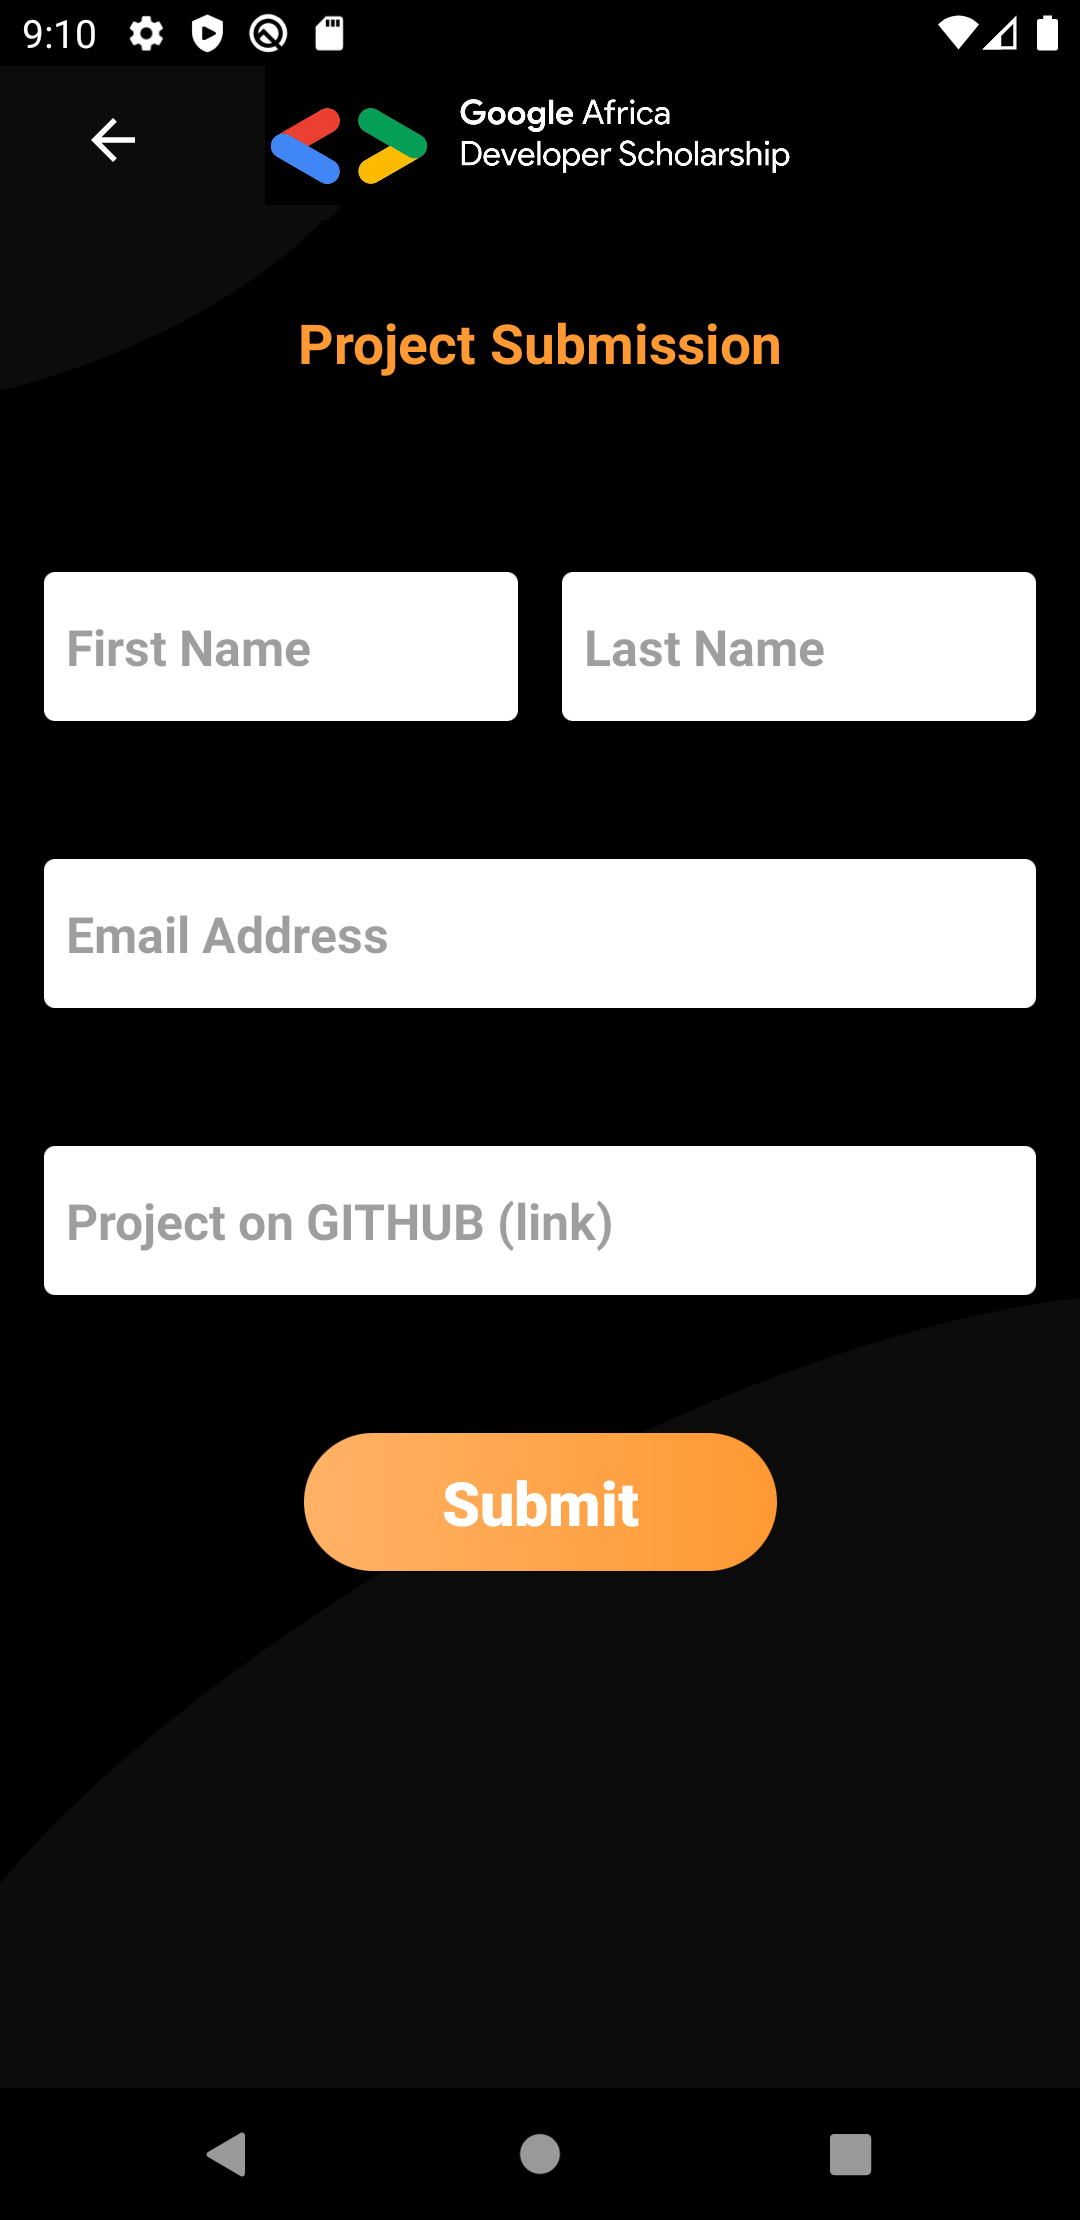 9:10
Google Africa
Developer Scholarship
Project Submission
First Name
Last Name
Email Address
Project on GITHUB (link)
Submit